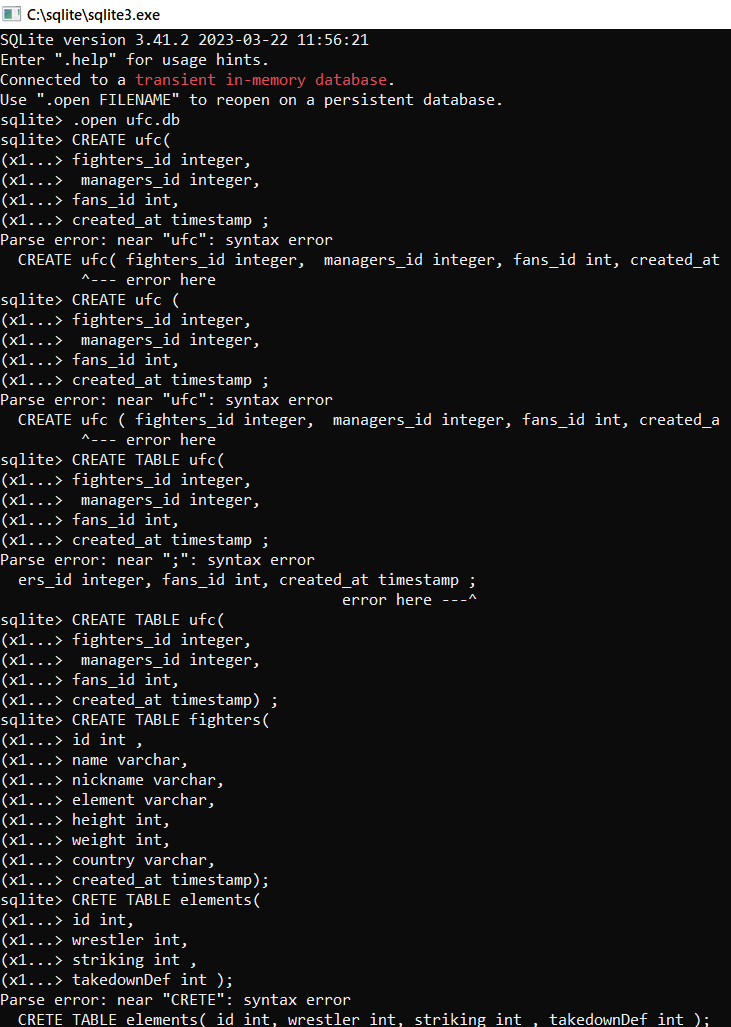 C:\sqlite\sqlite3.exe
SQLite version 3.41.2 2023-03-22 11:56:21
Enter ".help" for usage hints.
Connected to a transient in-memory database.
Use ".open FILENAME" to reopen on a persistent database.
sqlite> .open ufc.db
sqlite> CREATE ufc(
(x1...> fighters_id integer,
(x1...>  managers_id integer,
(x1...> fans_id int,
(x1...> created_at timestamp ;
Parse error: near "ufc": syntax error
  CREATE ufc( fighters_id integer,  managers_id integer, fans_id int, created_at
         ^--- error here
sqlite> CREATE ufc (
(x1...> fighters_id integer,
(x1...>  managers_id integer,
(x1...> fans_id int,
(x1...> created_at timestamp ;
Parse error: near "ufc": syntax error
  CREATE ufc ( fighters_id integer,  managers_id integer, fans_id int, created_a
         ^--- error here
sqlite> CREATE TABLE ufc(
(x1...> fighters_id integer,
(x1...>  managers_id integer,
(x1...> fans_id int,
(x1...> created_at timestamp ;
Parse error: near ";": syntax error
  ers_id integer, fans_id int, created_at timestamp ;
                                      error here ---^
sqlite> CREATE TABLE ufc(
(x1...> fighters_id integer,
(x1...>  managers_id integer,
(x1...> fans_id int,
(x1...> created_at timestamp) ;
sqlite> CREATE TABLE fighters(
(x1...> id int ,
(x1...> name varchar,
(x1...> nickname varchar,
(x1...> element varchar,
(x1...> height int,
(x1...> weight int,
(x1...> country varchar,
(x1...> created_at timestamp);
sqlite> CRETE TABLE elements(
(x1...> id int,
(x1...> wrestler int,
(x1...> striking int ,
(x1...> takedownDef int );
Parse error: near "CRETE": syntax error
  CRETE TABLE elements( id int, wrestler int, striking int , takedownDef int );